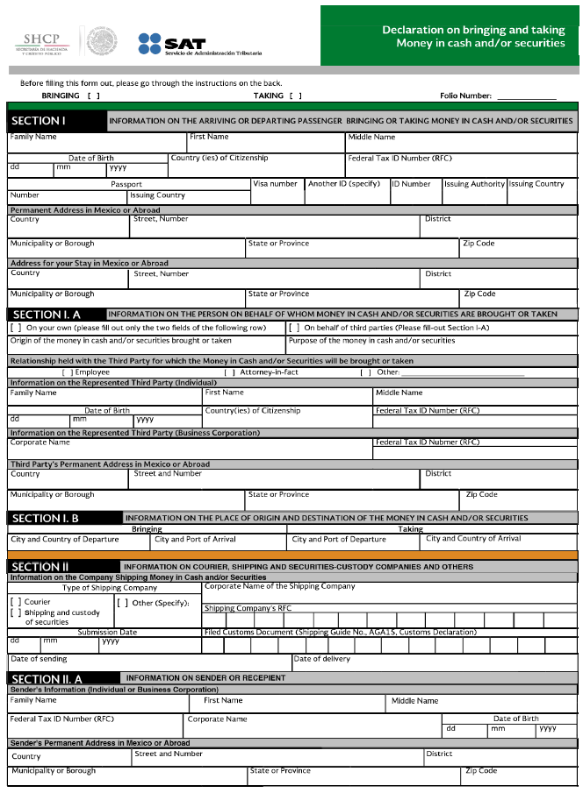 SHCP
SECRETARÍA DE HACIENDA
Y CRÉDITO PÚBLICO
SAT
Servicio de Administración Tributaria
Declaration on bringing and taking
Money in cash and/or securities
Before filling this form out, please go through the instructions on the back.
BRINGING [ ] TAKING [ ] Folio Number: ____________
SECTION I INFORMATION ON THE ARRIVING OR DEPARTING PASSENGER BRINGING OR TAKING MONEY IN CASH AND/OR SECURITIES
Family Name First Name Middle Name
Date of Birth Country (ies) of Citizenship Federal Tax ID Number (RFC)
dd mm yyyy
Passport Visa number Another ID (specify) ID Number Issuing Authority Issuing Country
Number Issuing Country
Permanent Address in Mexico or Abroad
Country Street, Number District
Municipality or Borough State or Province Zip Code
Address for your Stay in Mexico or Abroad
Country Street, Number District
Municipality or Borough State or Province Zip Code
SECTION I. A INFORMATION ON THE PERSON ON BEHALF OF WHOM MONEY IN CASH AND/OR SECURITIES ARE BROUGHT OR TAKEN
[ ] On your own (please fill out only the two fields of the following row) [ ] On behalf of third parties (Please fill-out Section I-A)
Origin of the money in cash and/or securities brought or taken Purpose of the money in cash and/or securities
Relationship held with the Third Party for which the Money in Cash and/or Securities will be brought or taken
[ ] Employee [ ] Attorney-in-fact [ ] Other: ____________
Information on the Represented Third Party (Individual)
Family Name First Name Middle Name
Date of Birth Country(ies) of Citizenship Federal Tax ID Number (RFC)
dd mm yyyy
Information on the Represented Third Party (Business Corporation)
Corporate Name Federal Tax ID Nubmer (RFC)
Third Party's Permanent Address in Mexico or Abroad
Country Street and Number District
Municipality or Borough State or Province Zip Code
SECTION I. B INFORMATION ON THE PLACE OF ORIGIN AND DESTINATION OF THE MONEY IN CASH AND/OR SECURITIES
Bringing Taking
City and Country of Departure City and Port of Arrival City and Port of Departure City and Country of Arrival
SECTION II INFORMATION ON COURIER, SHIPPING AND SECURITIES-CUSTODY COMPANIES AND OTHERS
Information on the Company Shipping Money in Cash and/or Securities
Type of Shipping Company Corporate Name of the Shipping Company
[ ] Courier [ ] Other (Specify):
[ ] Shipping and custody
of securities
Shipping Company's RFC
Submission Date Filed Customs Document (Shipping Guide No., AGA1S, Customs Declaration)
dd mm yyyy
Date of sending Date of delivery
SECTION II. A INFORMATION ON SENDER OR RECEPIENT
Sender's Information (Individual or Business Corporation)
Family Name First Name Middle Name
Federal Tax ID Number (RFC) Corporate Name Date of Birth
dd mm yyyy
Sender's Permanent Address in Mexico or Abroad
Country Street and Number District
Municipality or Borough State or Province Zip Code